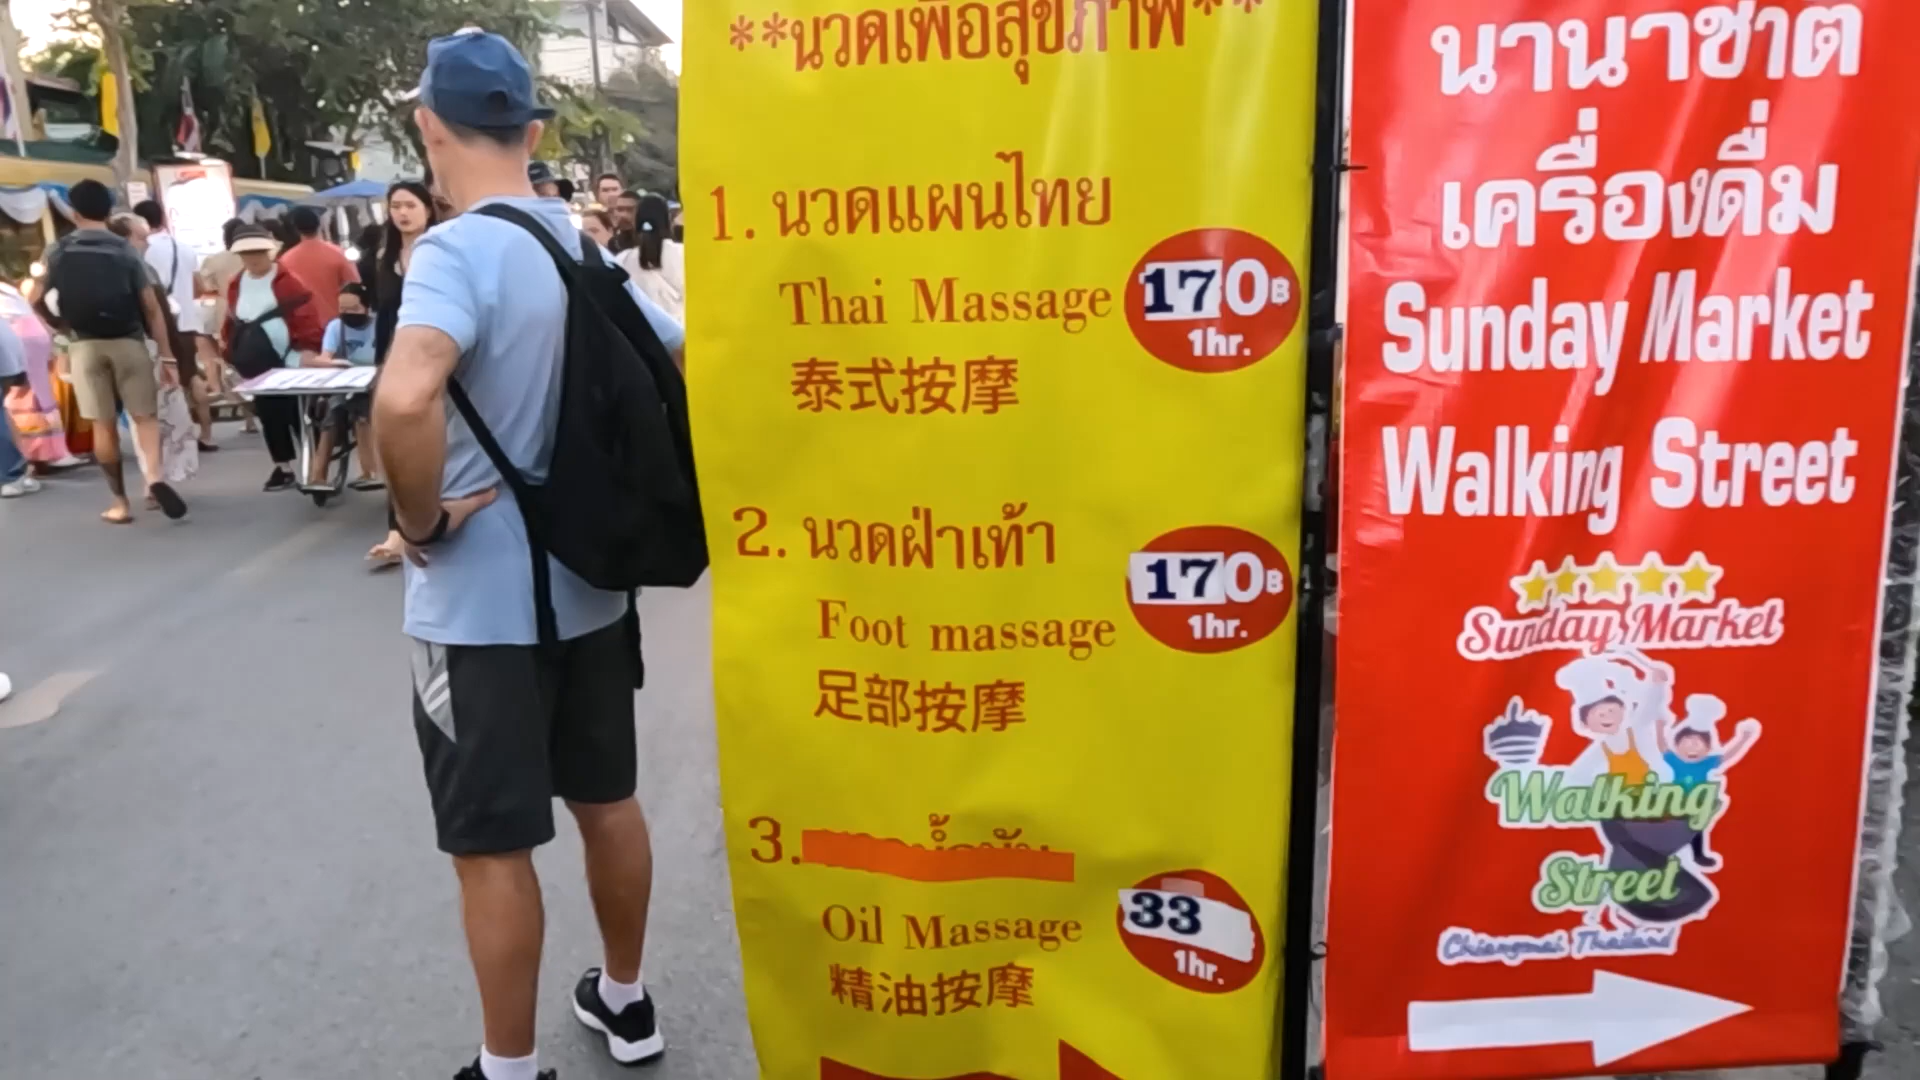 **นวดเพื่อสุขภาพ**
1. นวดแผนไทย
Thai Massage
泰式按摩
170B
1hr.
2. นวดฝ่าเท้า
Foot massage
足部按摩
170B
1hr.
3.
Oil Massage
精油按摩
33
1hr.
นานาชาติ
เครื่องดื่ม
Sunday Market
Walking Street
Sunday Market
Walking
Street
Chiangmai Thailand